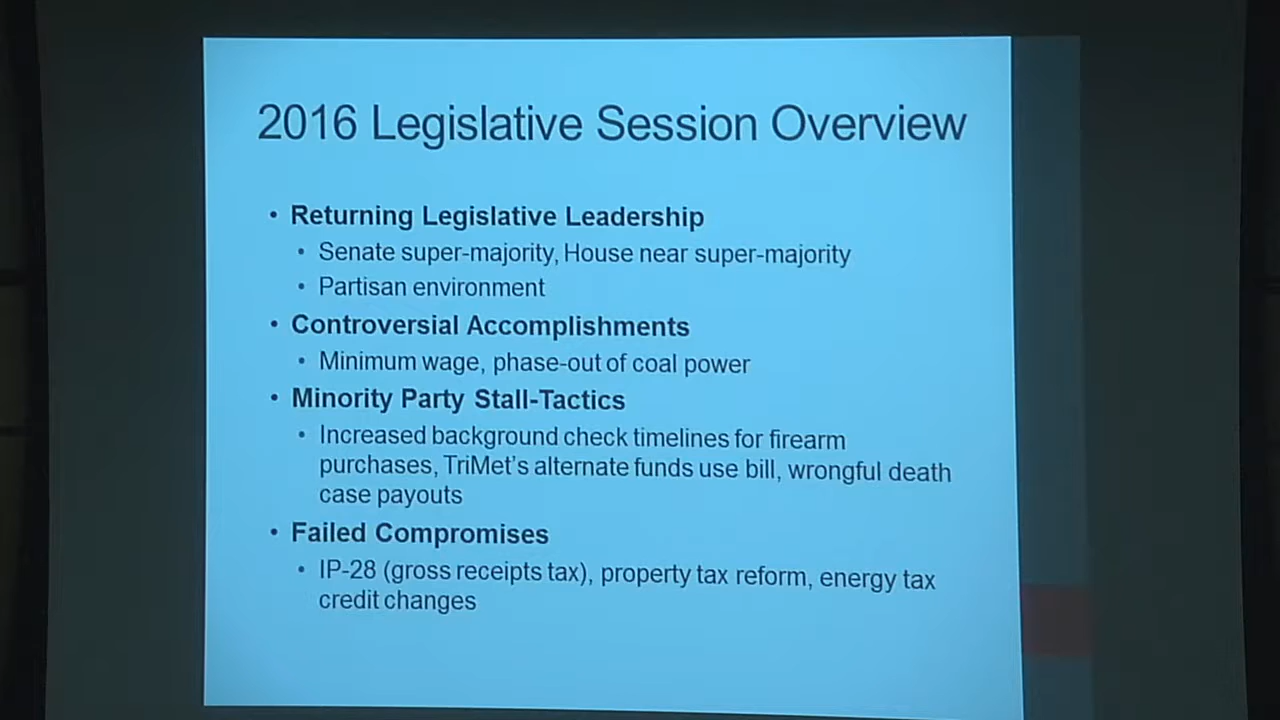 2016 Legislative Session Overview
• Returning Legislative Leadership
• Senate super-majority, House near super-majority
• Partisan environment
• Controversial Accomplishments
• Minimum wage, phase-out of coal power
• Minority Party Stall-Tactics
• Increased background check timelines for firearm
purchases, TriMet's alternate funds use bill, wrongful death
case payouts
• Failed Compromises
• IP-28 (gross receipts tax), property tax reform, energy tax
credit changes